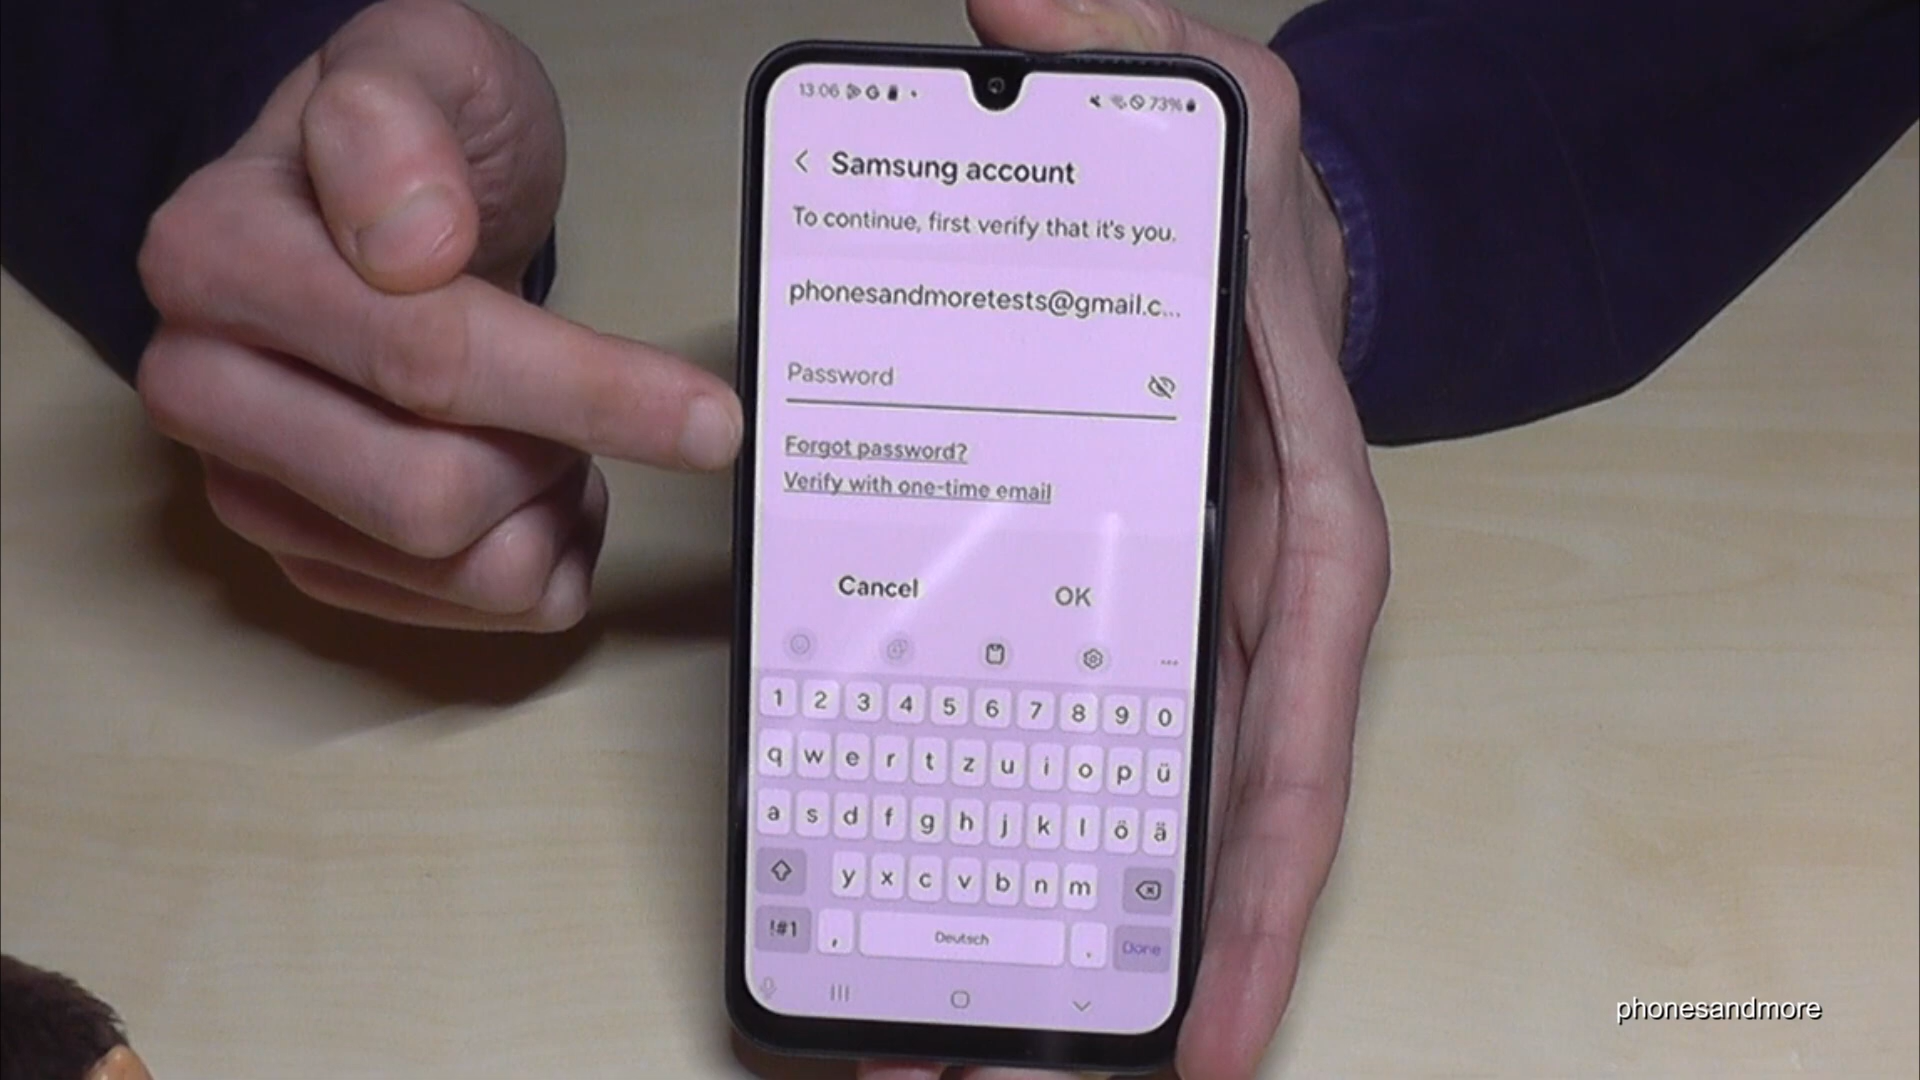 13:06 G 73%
Samsung account
To continue, first verify that it's you.
phonesandmoretests@gmail.c...
Password
Forgot password?
Verify with one-time email
Cancel OK
1 2 3 4 5 6 7 8 9 0
q w e r t z u i o p ü
a s d f g h j k l ö ä
y x c v b n m
!#1 , Deutsch . Done
phonesandmore